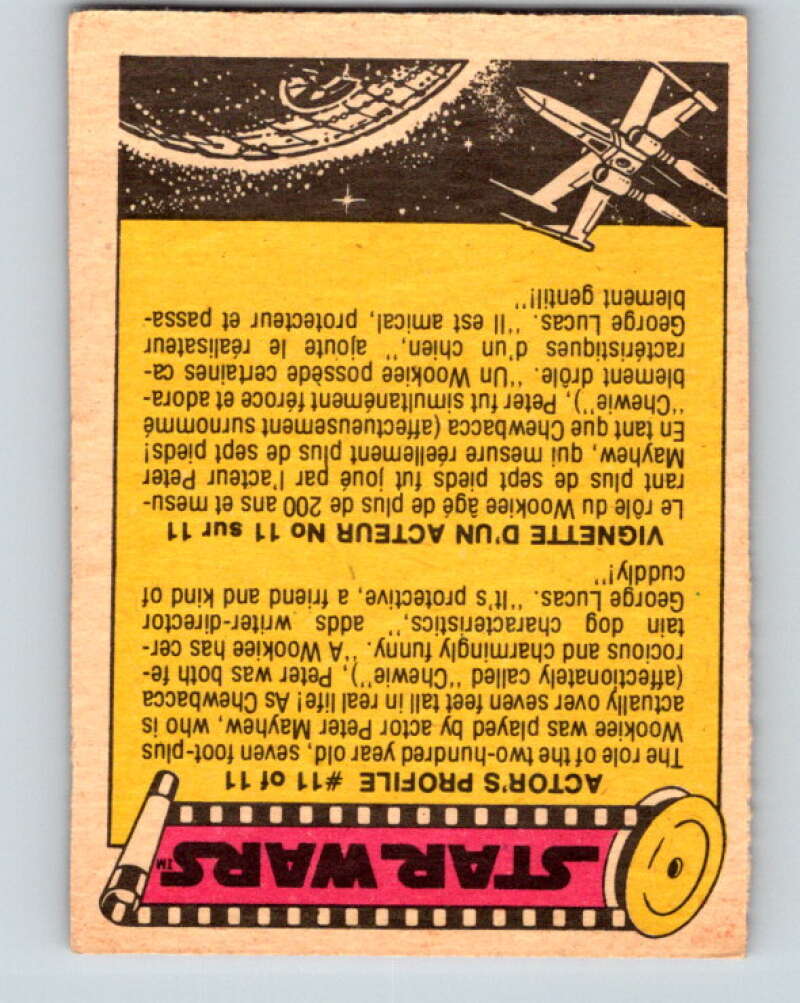 STAR WARS™
ACTOR'S PROFILE #11 of 11
The role of the two-hundred year old, seven foot-plus
Wookiee was played by actor Peter Mayhew, who is
actually over seven feet tall in real life! As Chewbacca
(affectionately called "Chewie"), Peter was both fe-
rocious and charmingly funny. "A Wookiee has cer-
tain dog characteristics," adds writer-director
George Lucas. "It's protective, a friend and kind of
cuddly!"
VIGNETTE D'UN ACTEUR No 11 sur 11
Le rôle du Wookiee âgé de plus de 200 ans et mesu-
rant plus de sept pieds fut joué par l'acteur Peter
Mayhew, qui mesure réellement plus de sept pieds!
En tant que Chewbacca (affectueusement surnommé
"Chewie"), Peter fut simultanément féroce et adora-
blement drôle. "Un Wookiee possède certaines ca-
ractéristiques d'un chien," ajoute le réalisateur
George Lucas. "Il est amical, protecteur et passa-
blement gentil!"